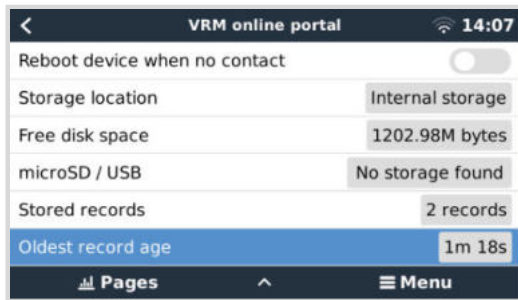 VRM online portal 14:07
Reboot device when no contact
Storage location Internal storage
Free disk space 1202.98M bytes
microSD / USB No storage found
Stored records 2 records
Oldest record age 1m 18s
Pages Menu